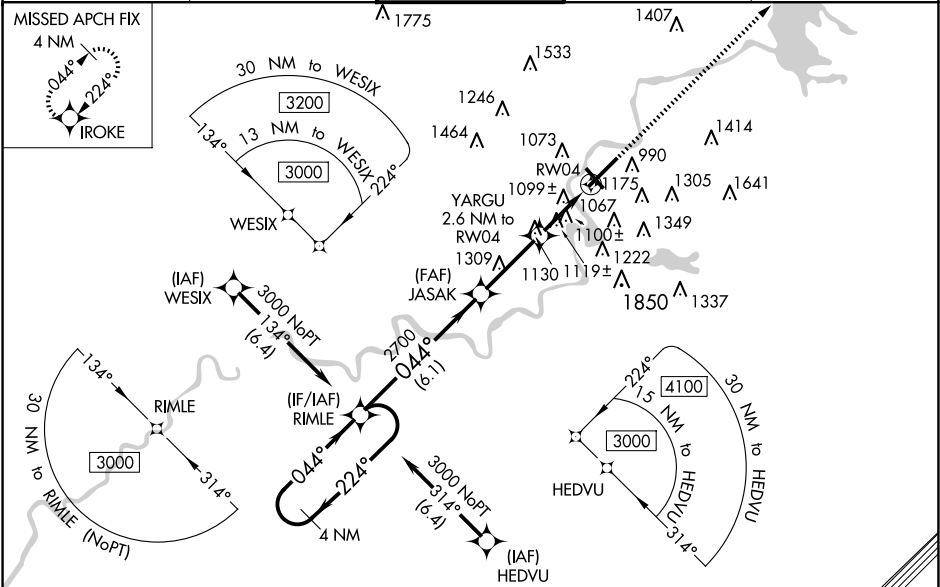 MISSED APCH FIX
4 NM
044°
224°
IROKE
1775
1407
1533
1246
1464
1073
1414
990
RW04
1175
1305
1641
1099±
1067
1349
YARGU
2.6 NM to
RW04
1100±
1222
1309
1130
1119±
1850
1337
30 NM to WESIX
3200
134°
13 NM to WESIX
3000
224°
WESIX
(FAF)
JASAK
(IAF)
WESIX
3000 NoPT
134°
(6.4)
2700
044°
(6.1)
(IF/IAF)
RIMLE
134°
RIMLE
3000
314°
30 NM to RIMLE (NoPT)
044°
224°
4 NM
3000 NoPT
314°
(6.4)
(IAF)
HEDVU
224°
4100
30 NM to HEDVU
15 NM to HEDVU
3000
HEDVU
314°